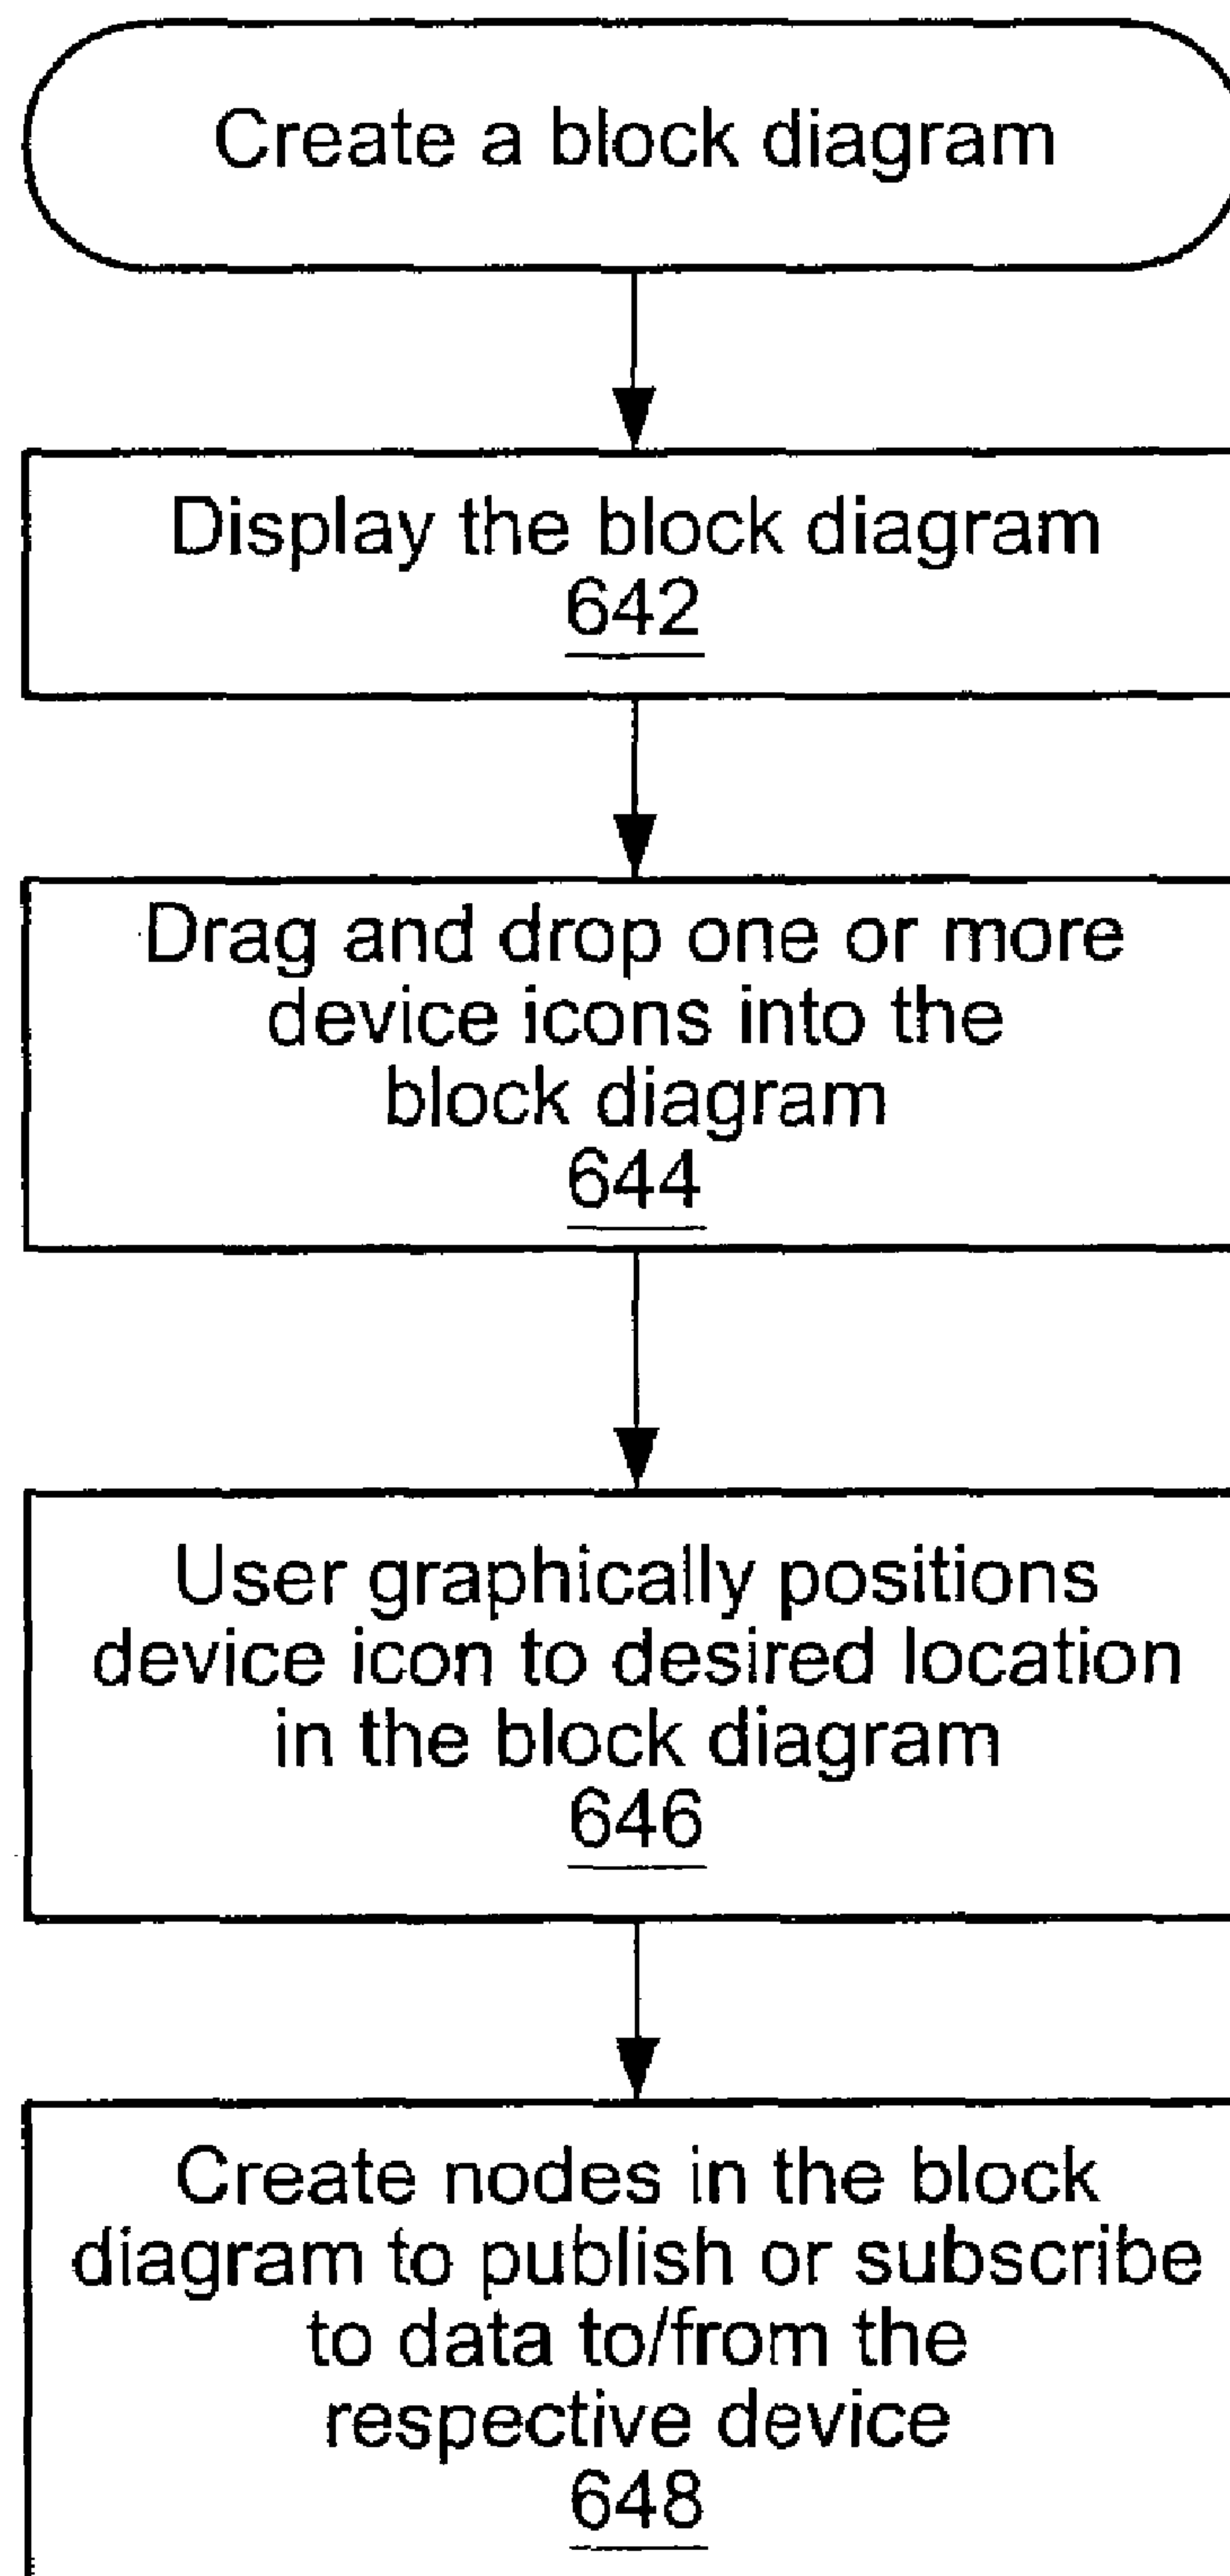 Create a block diagram
Display the block diagram
642
Drag and drop one or more
device icons into the
block diagram
644
User graphically positions
device icon to desired location
in the block diagram
646
Create nodes in the block
diagram to publish or subscribe
to data to/from the
respective device
648